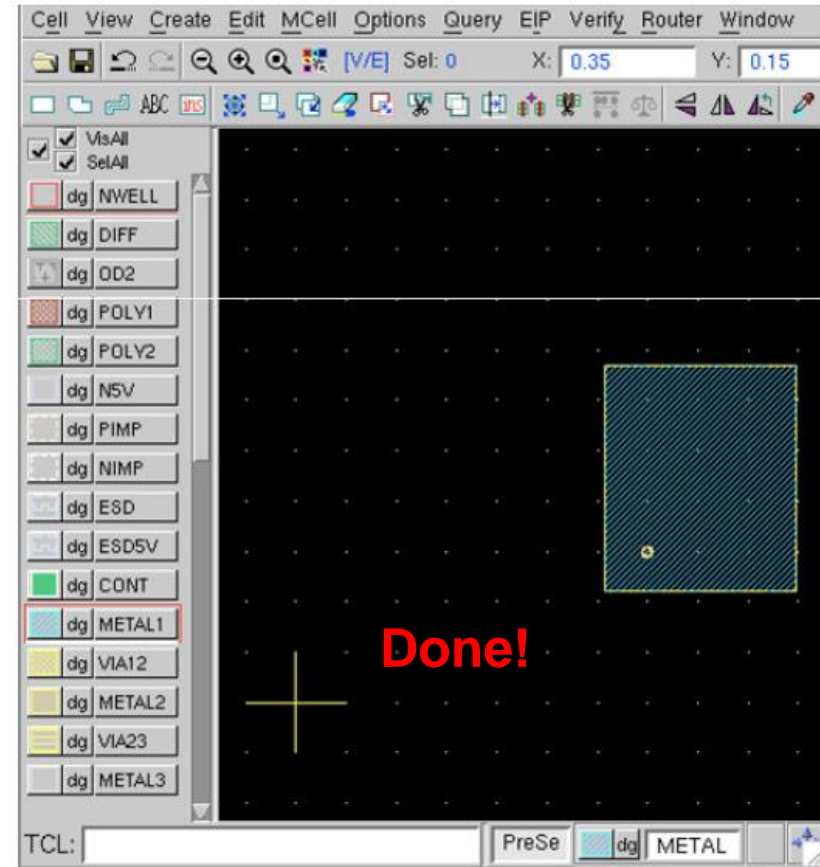 Cell View Create Edit MCell Options Query EIP Verify Router Window
[V/E] Sel: 0 X: 0.35 Y: 0.15
ABC ins
VisAll
SelAll
dg NWELL
dg DIFF
dg OD2
dg POLY1
dg POLY2
dg N5V
dg PIMP
dg NIMP
dg ESD
dg ESD5V
dg CONT
dg METAL1
Done!
dg VIA12
dg METAL2
dg VIA23
dg METAL3
TCL: PreSe dg METAL